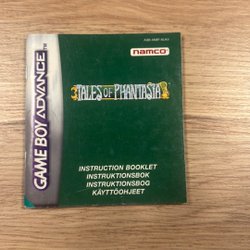 namco
TALES OF PHANTASIA
GAME BOY ADVANCE
INSTRUCTION BOOKLET
INSTRUKTIONSBOK
INSTRUKTIONSBOG
KÄYTTÖOHJEET